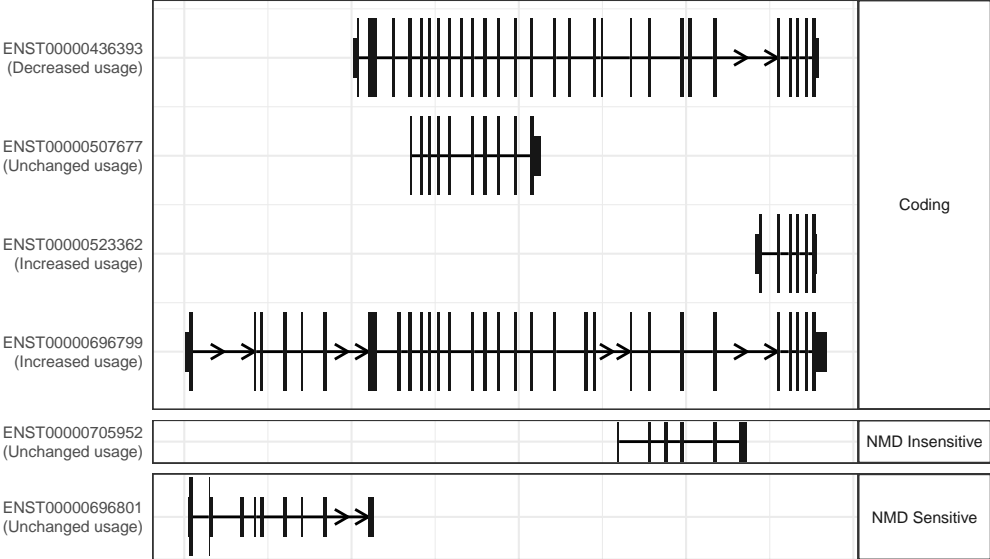 ENST00000436393
(Decreased usage)
ENST00000507677
(Unchanged usage)
Coding
ENST00000523362
(Increased usage)
ENST00000696799
(Increased usage)
ENST00000705952
(Unchanged usage)
NMD Insensitive
ENST00000696801
(Unchanged usage)
NMD Sensitive